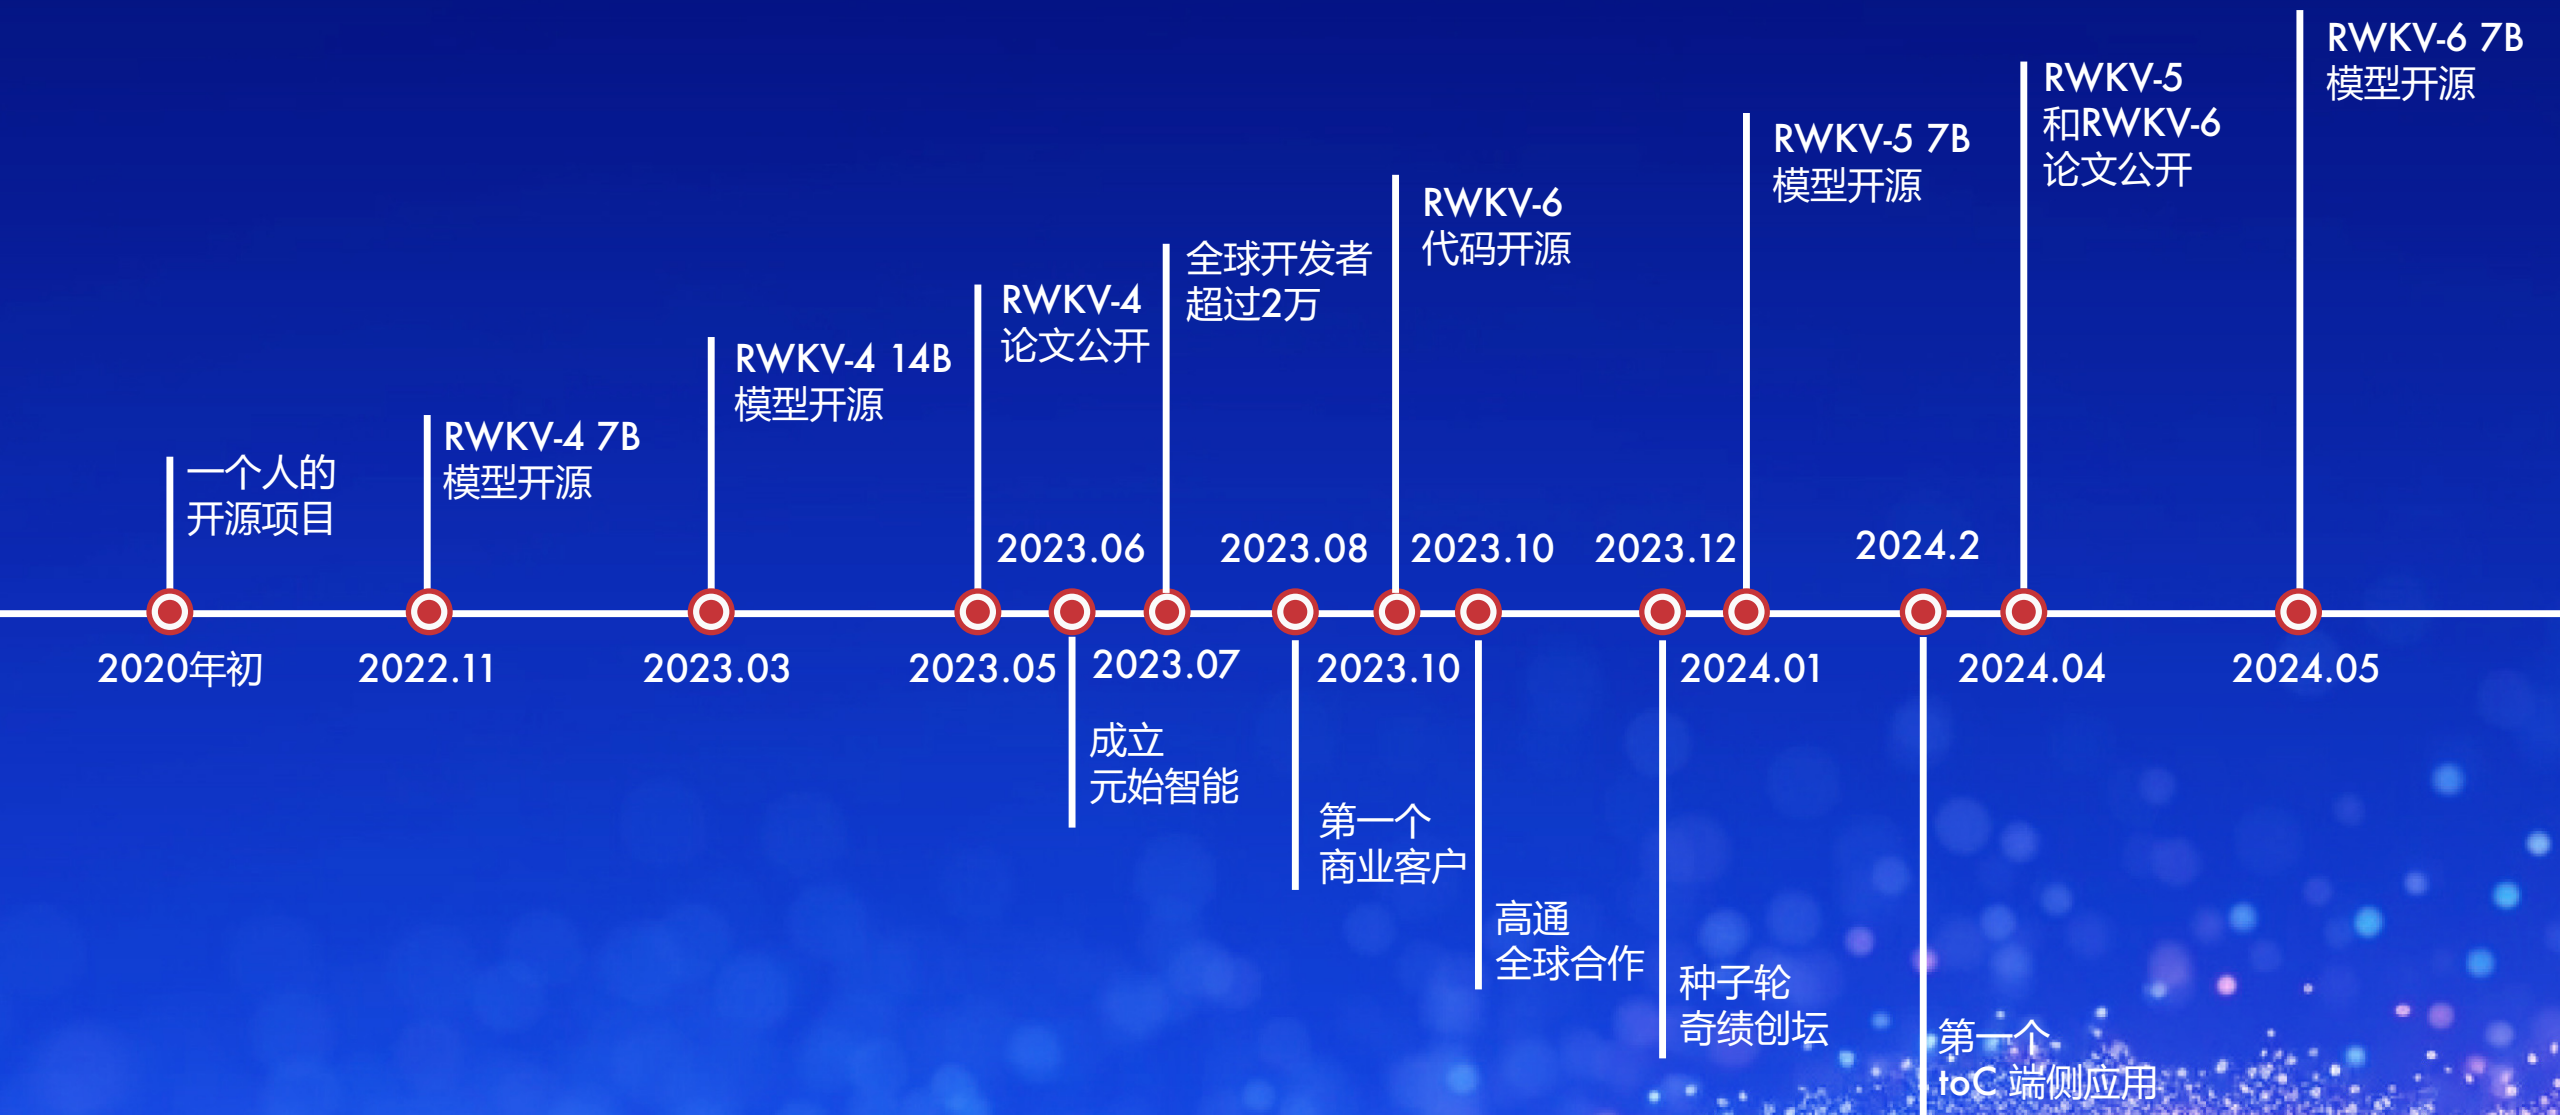 一个人的
开源项目
2020年初
RWKV-4 7B
模型开源
2022.11
RWKV-4 14B
模型开源
2023.03
RWKV-4
论文公开
2023.05
2023.06
成立
元始智能
全球开发者
超过2万
2023.07
2023.08
第一个
商业客户
RWKV-6
代码开源
2023.10
2023.10
高通
全球合作
2023.12
种子轮
奇绩创坛
RWKV-5 7B
模型开源
2024.01
2024.2
第一个
toC 端侧应用
RWKV-5
和RWKV-6
论文公开
2024.04
RWKV-6 7B
模型开源
2024.05